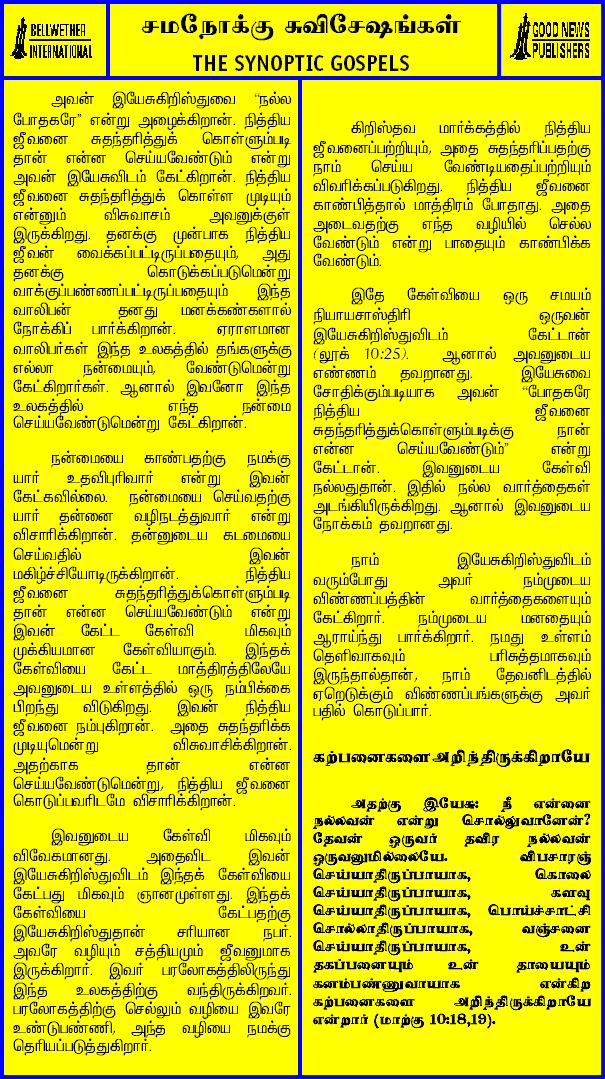 BELLWETHER
INTERNATIONAL
சமநோக்கு சுவிசேஷங்கள்
THE SYNOPTIC GOSPELS
GOOD NEWS
PUBLISHERS
அவன் இயேசுகிறிஸ்துவை “நல்ல
போதகரே” என்று அழைக்கிறான். நித்திய
ஜீவனை சுதந்தரித்துக் கொள்ளும்படி
தான் என்ன செய்யவேண்டும் என்று
அவன் இயேசுவிடம் கேட்கிறான். நித்திய
ஜீவனை சுதந்தரித்துக் கொள்ள முடியும்
என்னும் விசுவாசம் அவனுக்குள்
இருக்கிறது. தனக்கு முன்பாக நித்திய
ஜீவன் வைக்கப்பட்டிருப்பதையும், அது
தனக்கு கொடுக்கப்படுமென்று
வாக்குப்பண்ணப்பட்டிருப்பதையும் இந்த
வாலிபன் தனது மனக்கண்களால்
நோக்கிப் பார்க்கிறான். ஏராளமான
வாலிபர்கள் இந்த உலகத்தில் தங்களுக்கு
எல்லா நன்மையும், வேண்டுமென்று
கேட்கிறார்கள். ஆனால் இவனோ இந்த
உலகத்தில் எந்த நன்மை
செய்யவேண்டுமென்று கேட்கிறான்.
நன்மையை காண்பதற்கு நமக்கு
யார் உதவிபுரிவார் என்று இவன்
கேட்கவில்லை. நன்மையை செய்வதற்கு
யார் தன்னை வழிநடத்துவார் என்று
விசாரிக்கிறான். தன்னுடைய கடமையை
செய்வதில் இவன்
மகிழ்ச்சியோடிருக்கிறான். நித்திய
ஜீவனை சுதந்தரித்துக்கொள்ளும்படி
தான் என்ன செய்யவேண்டும் என்று
இவன் கேட்ட கேள்வி மிகவும்
முக்கியமான கேள்வியாகும். இந்தக்
கேள்வியை கேட்ட மாத்திரத்திலேயே
அவனுடைய உள்ளத்தில் ஒரு நம்பிக்கை
பிறந்து விடுகிறது. இவன் நித்திய
ஜீவனை நம்புகிறான். அதை சுதந்தரிக்க
முடியுமென்று விசுவாசிக்கிறான்.
அதற்காக தான் என்ன
செய்யவேண்டுமென்று, நித்திய ஜீவனை
கொடுப்பவரிடமே விசாரிக்கிறான்.
இவனுடைய கேள்வி மிகவும்
விவேகமானது. அதைவிட இவன்
இயேசுகிறிஸ்துவிடம் இந்தக் கேள்வியை
கேட்பது மிகவும் ஞானமுள்ளது. இந்தக்
கேள்வியை கேட்பதற்கு
இயேசுகிறிஸ்துதான் சரியான நபர்.
அவரே வழியும் சத்தியமும் ஜீவனுமாக
இருக்கிறார். இவர் பரலோகத்திலிருந்து
இந்த உலகத்திற்கு வந்திருக்கிறவர்.
பரலோகத்திற்கு செல்லும் வழியை இவரே
உண்டுபண்ணி, அந்த வழியை நமக்கு
தெரியப்படுத்துகிறார்.
கிறிஸ்தவ மார்க்கத்தில் நித்திய
ஜீவனைப்பற்றியும், அதை சுதந்தரிப்பதற்கு
நாம் செய்ய வேண்டியதைப்பற்றியும்
விவரிக்கப்படுகிறது. நித்திய ஜீவனை
காண்பித்தால் மாத்திரம் போதாது. அதை
அடைவதற்கு எந்த வழியில் செல்ல
வேண்டும் என்று பாதையும் காண்பிக்க
வேண்டும்.
இதே கேள்வியை ஒரு சமயம்
நியாயசாஸ்திரி ஒருவன்
இயேசுகிறிஸ்துவிடம் கேட்டான்
(லூக் 10:25). ஆனால் அவனுடைய
எண்ணம் தவறானது. இயேசுவை
சோதிக்கும்படியாக அவன் “போதகரே
நித்திய ஜீவனை
சுதந்தரித்துக்கொள்ளும்படிக்கு நான்
என்ன செய்யவேண்டும்” என்று
கேட்டான். இவனுடைய கேள்வி
நல்லதுதான். இதில் நல்ல வார்த்தைகள்
அடங்கியிருக்கிறது. ஆனால் இவனுடைய
நோக்கம் தவறானது.
நாம் இயேசுகிறிஸ்துவிடம்
வரும்போது அவர் நம்முடைய
விண்ணப்பத்தின் வார்த்தைகளையும்
கேட்கிறார். நம்முடைய மனதையும்
ஆராய்ந்து பார்க்கிறார். நமது உள்ளம்
தெளிவாகவும் பரிசுத்தமாகவும்
இருந்தால்தான், நாம் தேவனிடத்தில்
ஏறெடுக்கும் விண்ணப்பங்களுக்கு அவர்
பதில் கொடுப்பார்.
கற்பனைகளை அறிந்திருக்கிறாயே
அதற்கு இயேசு: நீ என்னை
நல்லவன் என்று சொல்லுவானேன்?
தேவன் ஒருவர் தவிர நல்லவன்
ஒருவனுமில்லையே. விபசாரஞ்
செய்யாதிருப்பாயாக, கொலை
செய்யாதிருப்பாயாக, களவு
செய்யாதிருப்பாயாக, பொய்ச்சாட்சி
சொல்லாதிருப்பாயாக, வஞ்சனை
செய்யாதிருப்பாயாக, உன்
தகப்பனையும் உன் தாயையும்
கனம்பண்ணுவாயாக என்கிற
கற்பனைகளை அறிந்திருக்கிறாயே
என்றார் (மாற்கு 10:18,19).